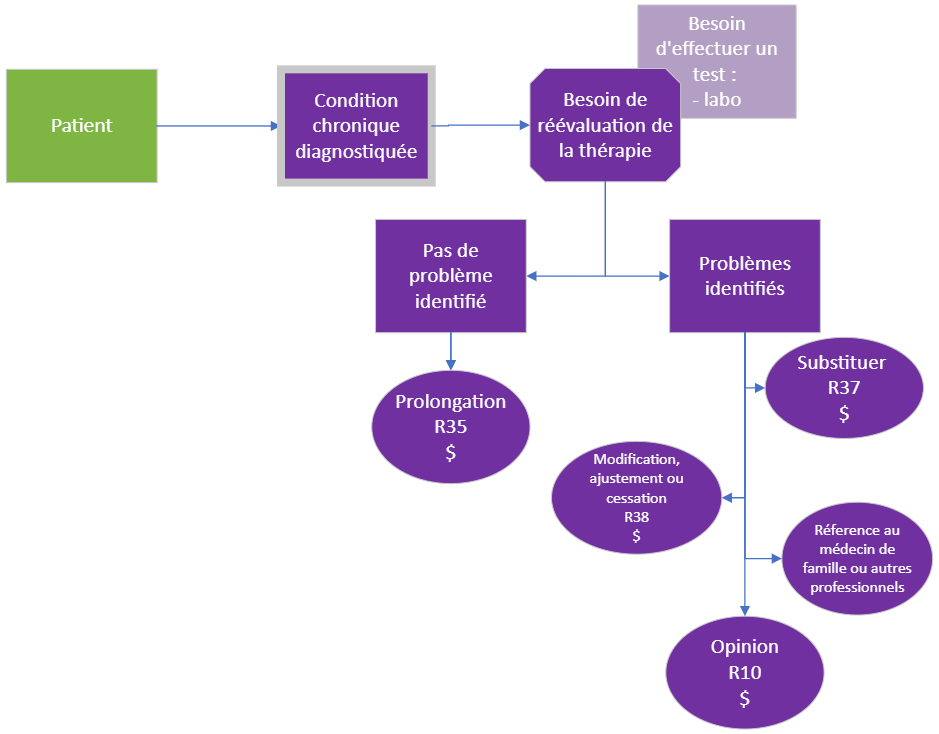 Besoin
d'effectuer un
test :
- labo
Patient
Condition
chronique
diagnostiquée
Besoin de
réévaluation de
la thérapie
Pas de
problème
identifié
Problèmes
identifiés
Prolongation
R35
$
Substituer
R37
$
Modification,
ajustement ou
cessation
R38
$
Réference au
médecin de
famille ou autres
professionnels
Opinion
R10
$